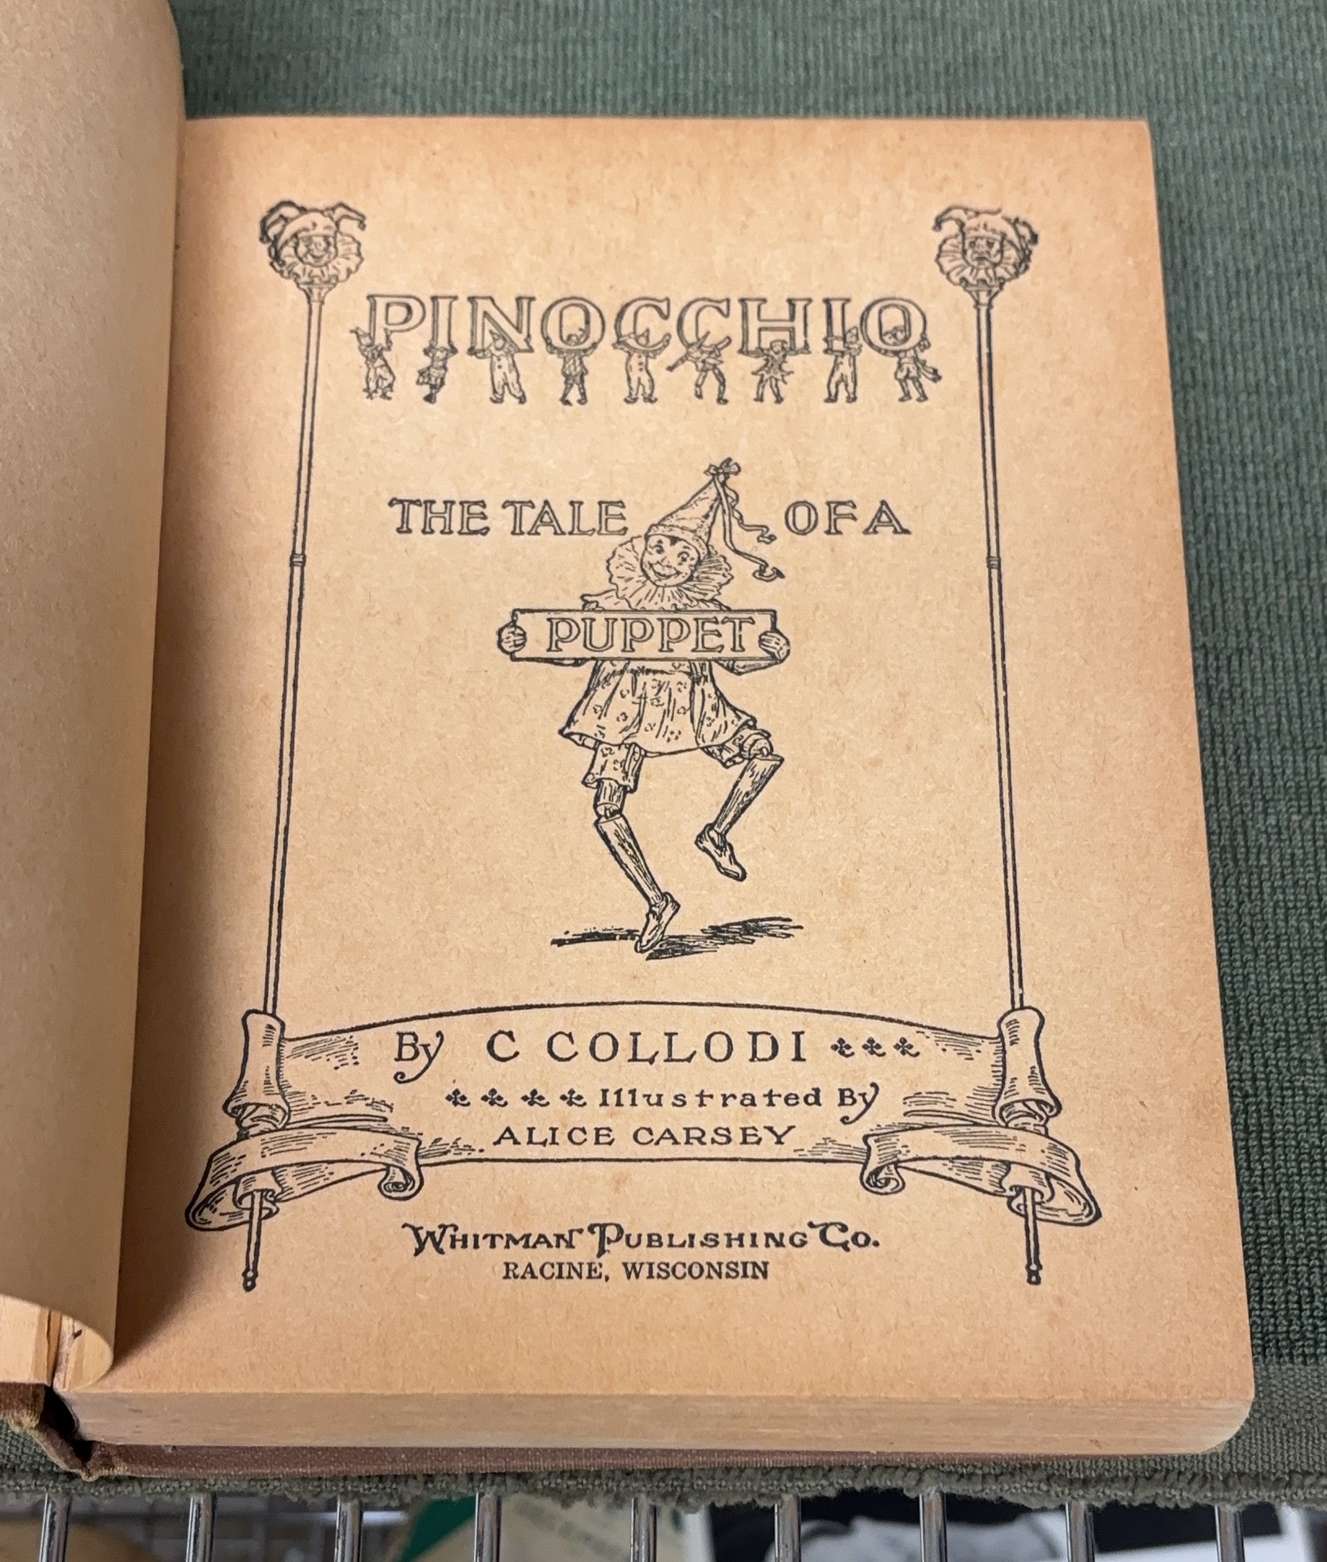 PINOCCHIO
THE TALE OF A
PUPPET
By C COLLODI
Illustrated By
ALICE CARSEY
WHITMAN PUBLISHING CO.
RACINE, WISCONSIN